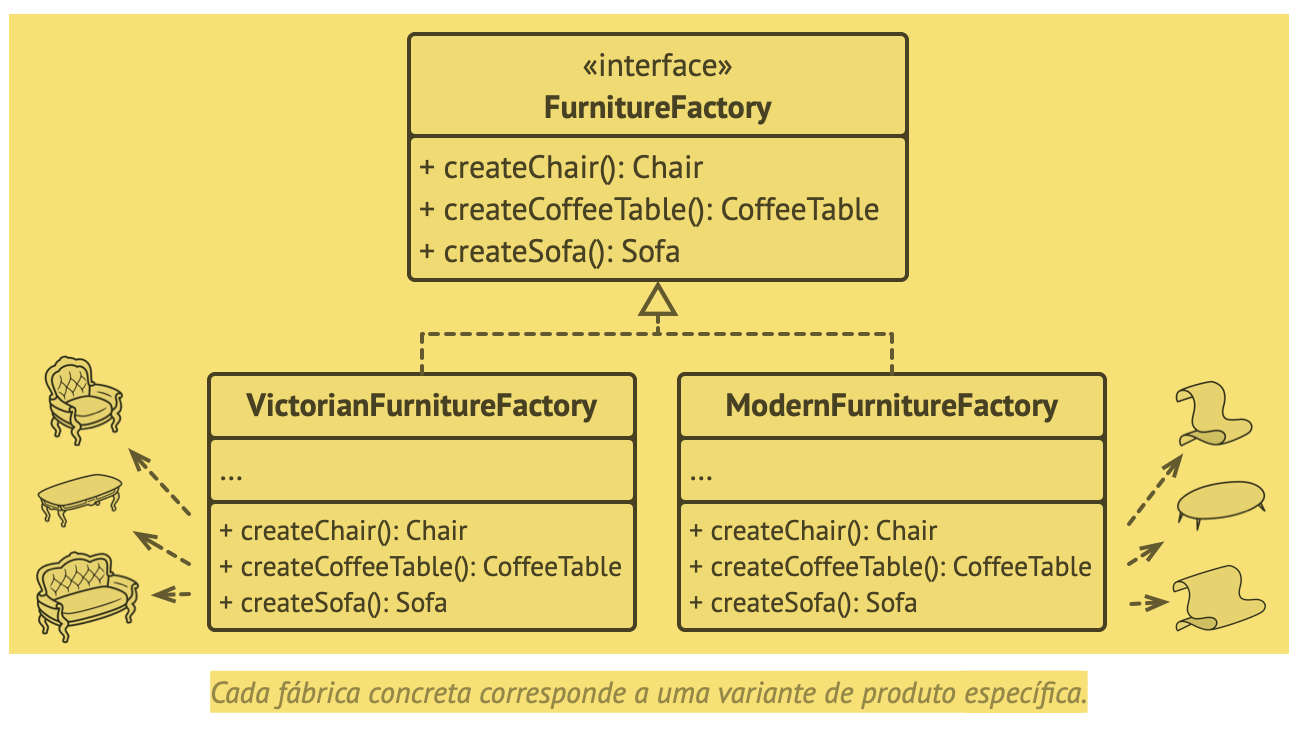 «interface»
FurnitureFactory
+ createChair(): Chair
+ createCoffeeTable(): CoffeeTable
+ createSofa(): Sofa
VictorianFurnitureFactory
...
+ createChair(): Chair
+ createCoffeeTable(): CoffeeTable
+ createSofa(): Sofa
ModernFurnitureFactory
...
+ createChair(): Chair
+ createCoffeeTable(): CoffeeTable
+ createSofa(): Sofa
Cada fábrica concreta corresponde a uma variante de produto específica.